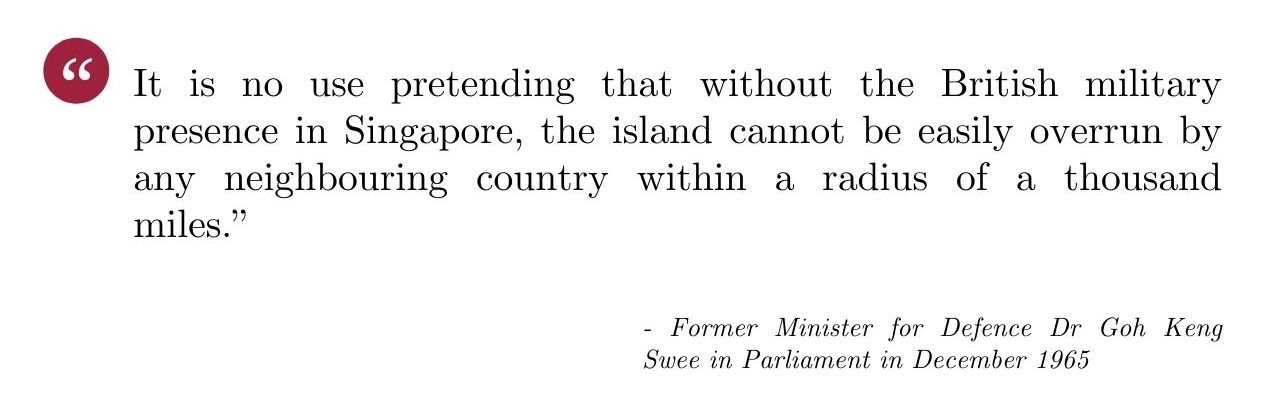 “ It is no use pretending that without the British military
presence in Singapore, the island cannot be easily overrun by
any neighbouring country within a radius of a thousand
miles.”
- Former Minister for Defence Dr Goh Keng
Swee in Parliament in December 1965